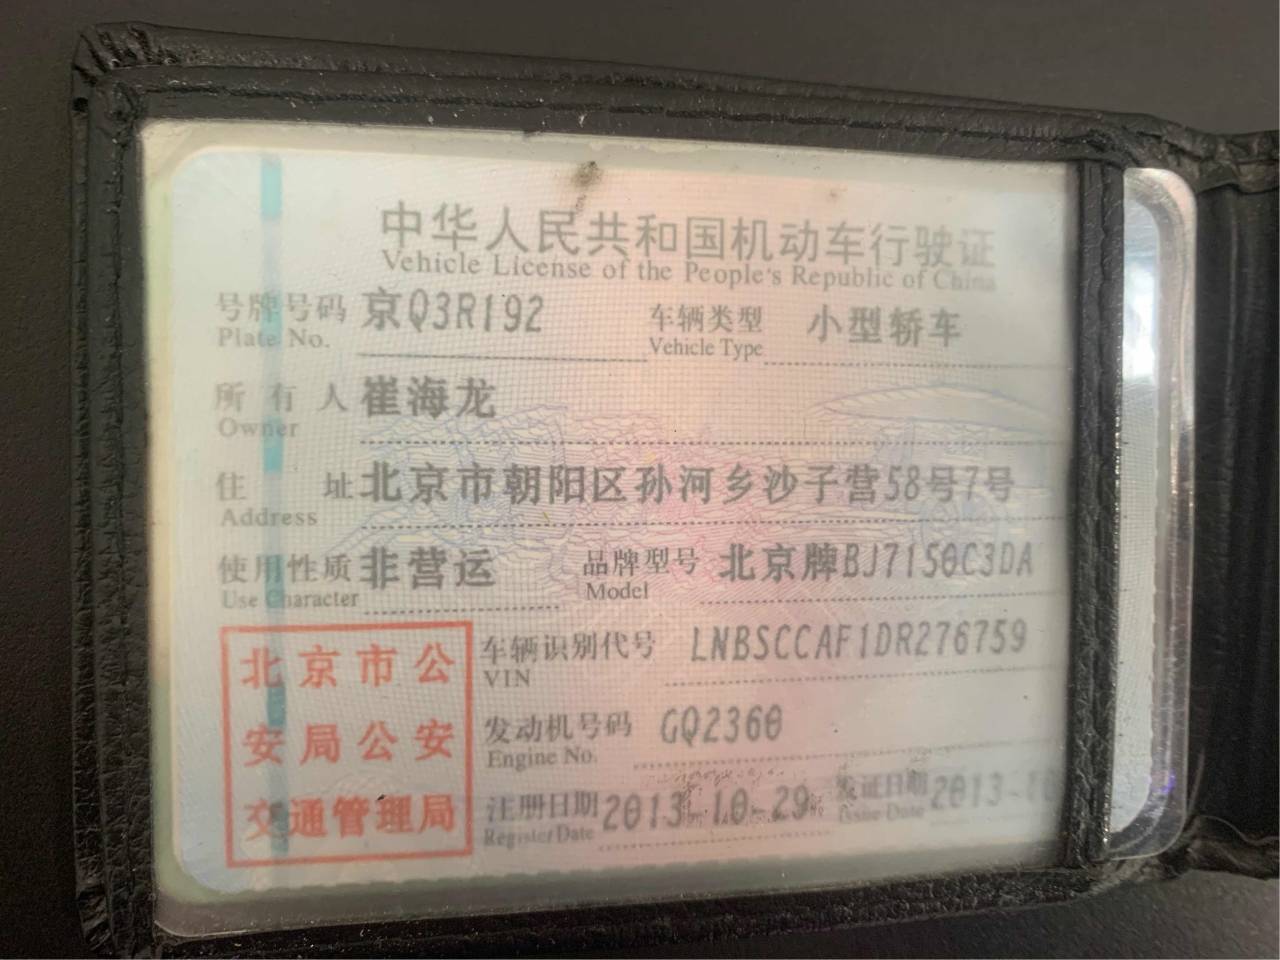 中华人民共和国机动车行驶证
Vehicle License of the People's Republic of China
号牌号码 京Q3R192 车辆类型 小型轿车
Plate No. Vehicle Type
所有人 崔海龙
Owner
住址 北京市朝阳区孙河乡沙子营58号7号
Address
使用性质 非营运 品牌型号 北京牌BJ7150C3DA
Use Character Model
北京市公 车辆识别代号 LNBSCCAF1DR276759
VIN
安局公安 发动机号码 GQ2360
Engine No.
交通管理局 注册日期 2013-10-29 发证日期 2013-10
Register Date Issue Date